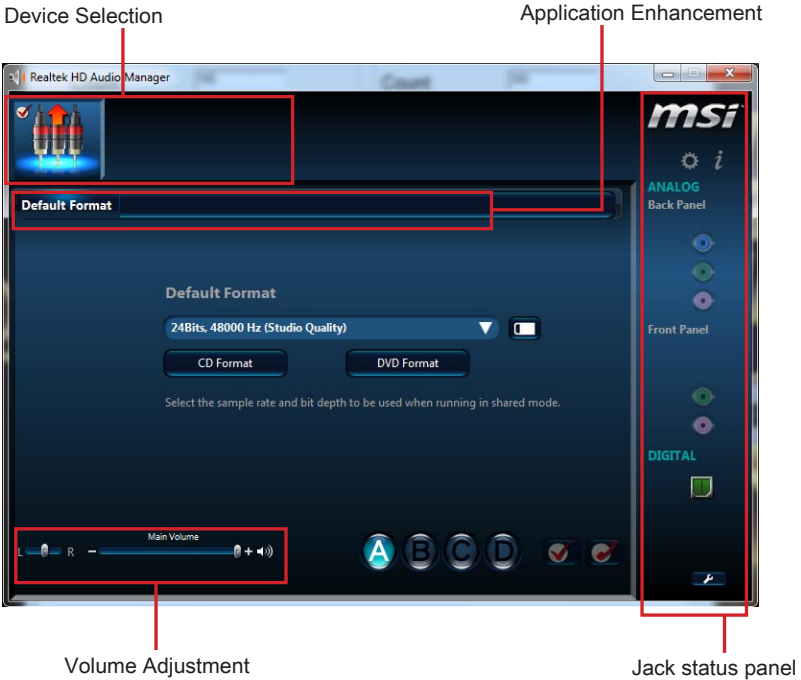 Device Selection
Application Enhancement
Realtek HD Audio Manager
Count
msi
i
ANALOG
Back Panel
Default Format
Default Format
24Bits, 48000 Hz (Studio Quality)
Front Panel
CD Format
DVD Format
Select the sample rate and bit depth to be used when running in shared mode.
DIGITAL
Main Volume
L
R
A
B
C
D
Volume Adjustment
Jack status panel